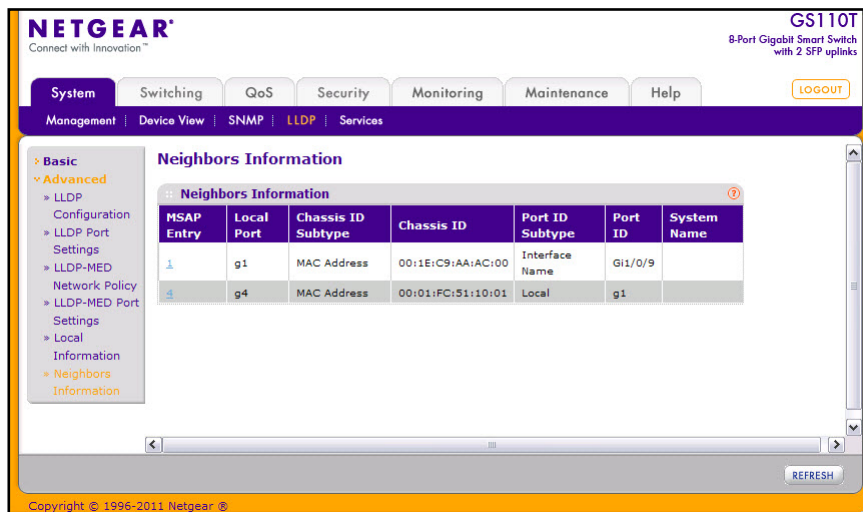 NETGEAR®
Connect with Innovation™
GS110T
8-Port Gigabit Smart Switch
with 2 SFP uplinks
System
Switching
QoS
Security
Monitoring
Maintenance
Help
LOGOUT
Management
Device View
SNMP
LLDP
Services
Basic
Advanced
» LLDP
Configuration
» LLDP Port
Settings
» LLDP-MED
Network Policy
» LLDP-MED Port
Settings
» Local
Information
» Neighbors
Information
Neighbors Information
Neighbors Information
?
MSAP Entry Local Port Chassis ID Subtype Chassis ID Port ID Subtype Port ID System Name
1 g1 MAC Address 00:1E:C9:AA:AC:00 Interface Name Gi1/0/9
4 g4 MAC Address 00:01:FC:51:10:01 Local g1
REFRESH
Copyright © 1996-2011 Netgear ®